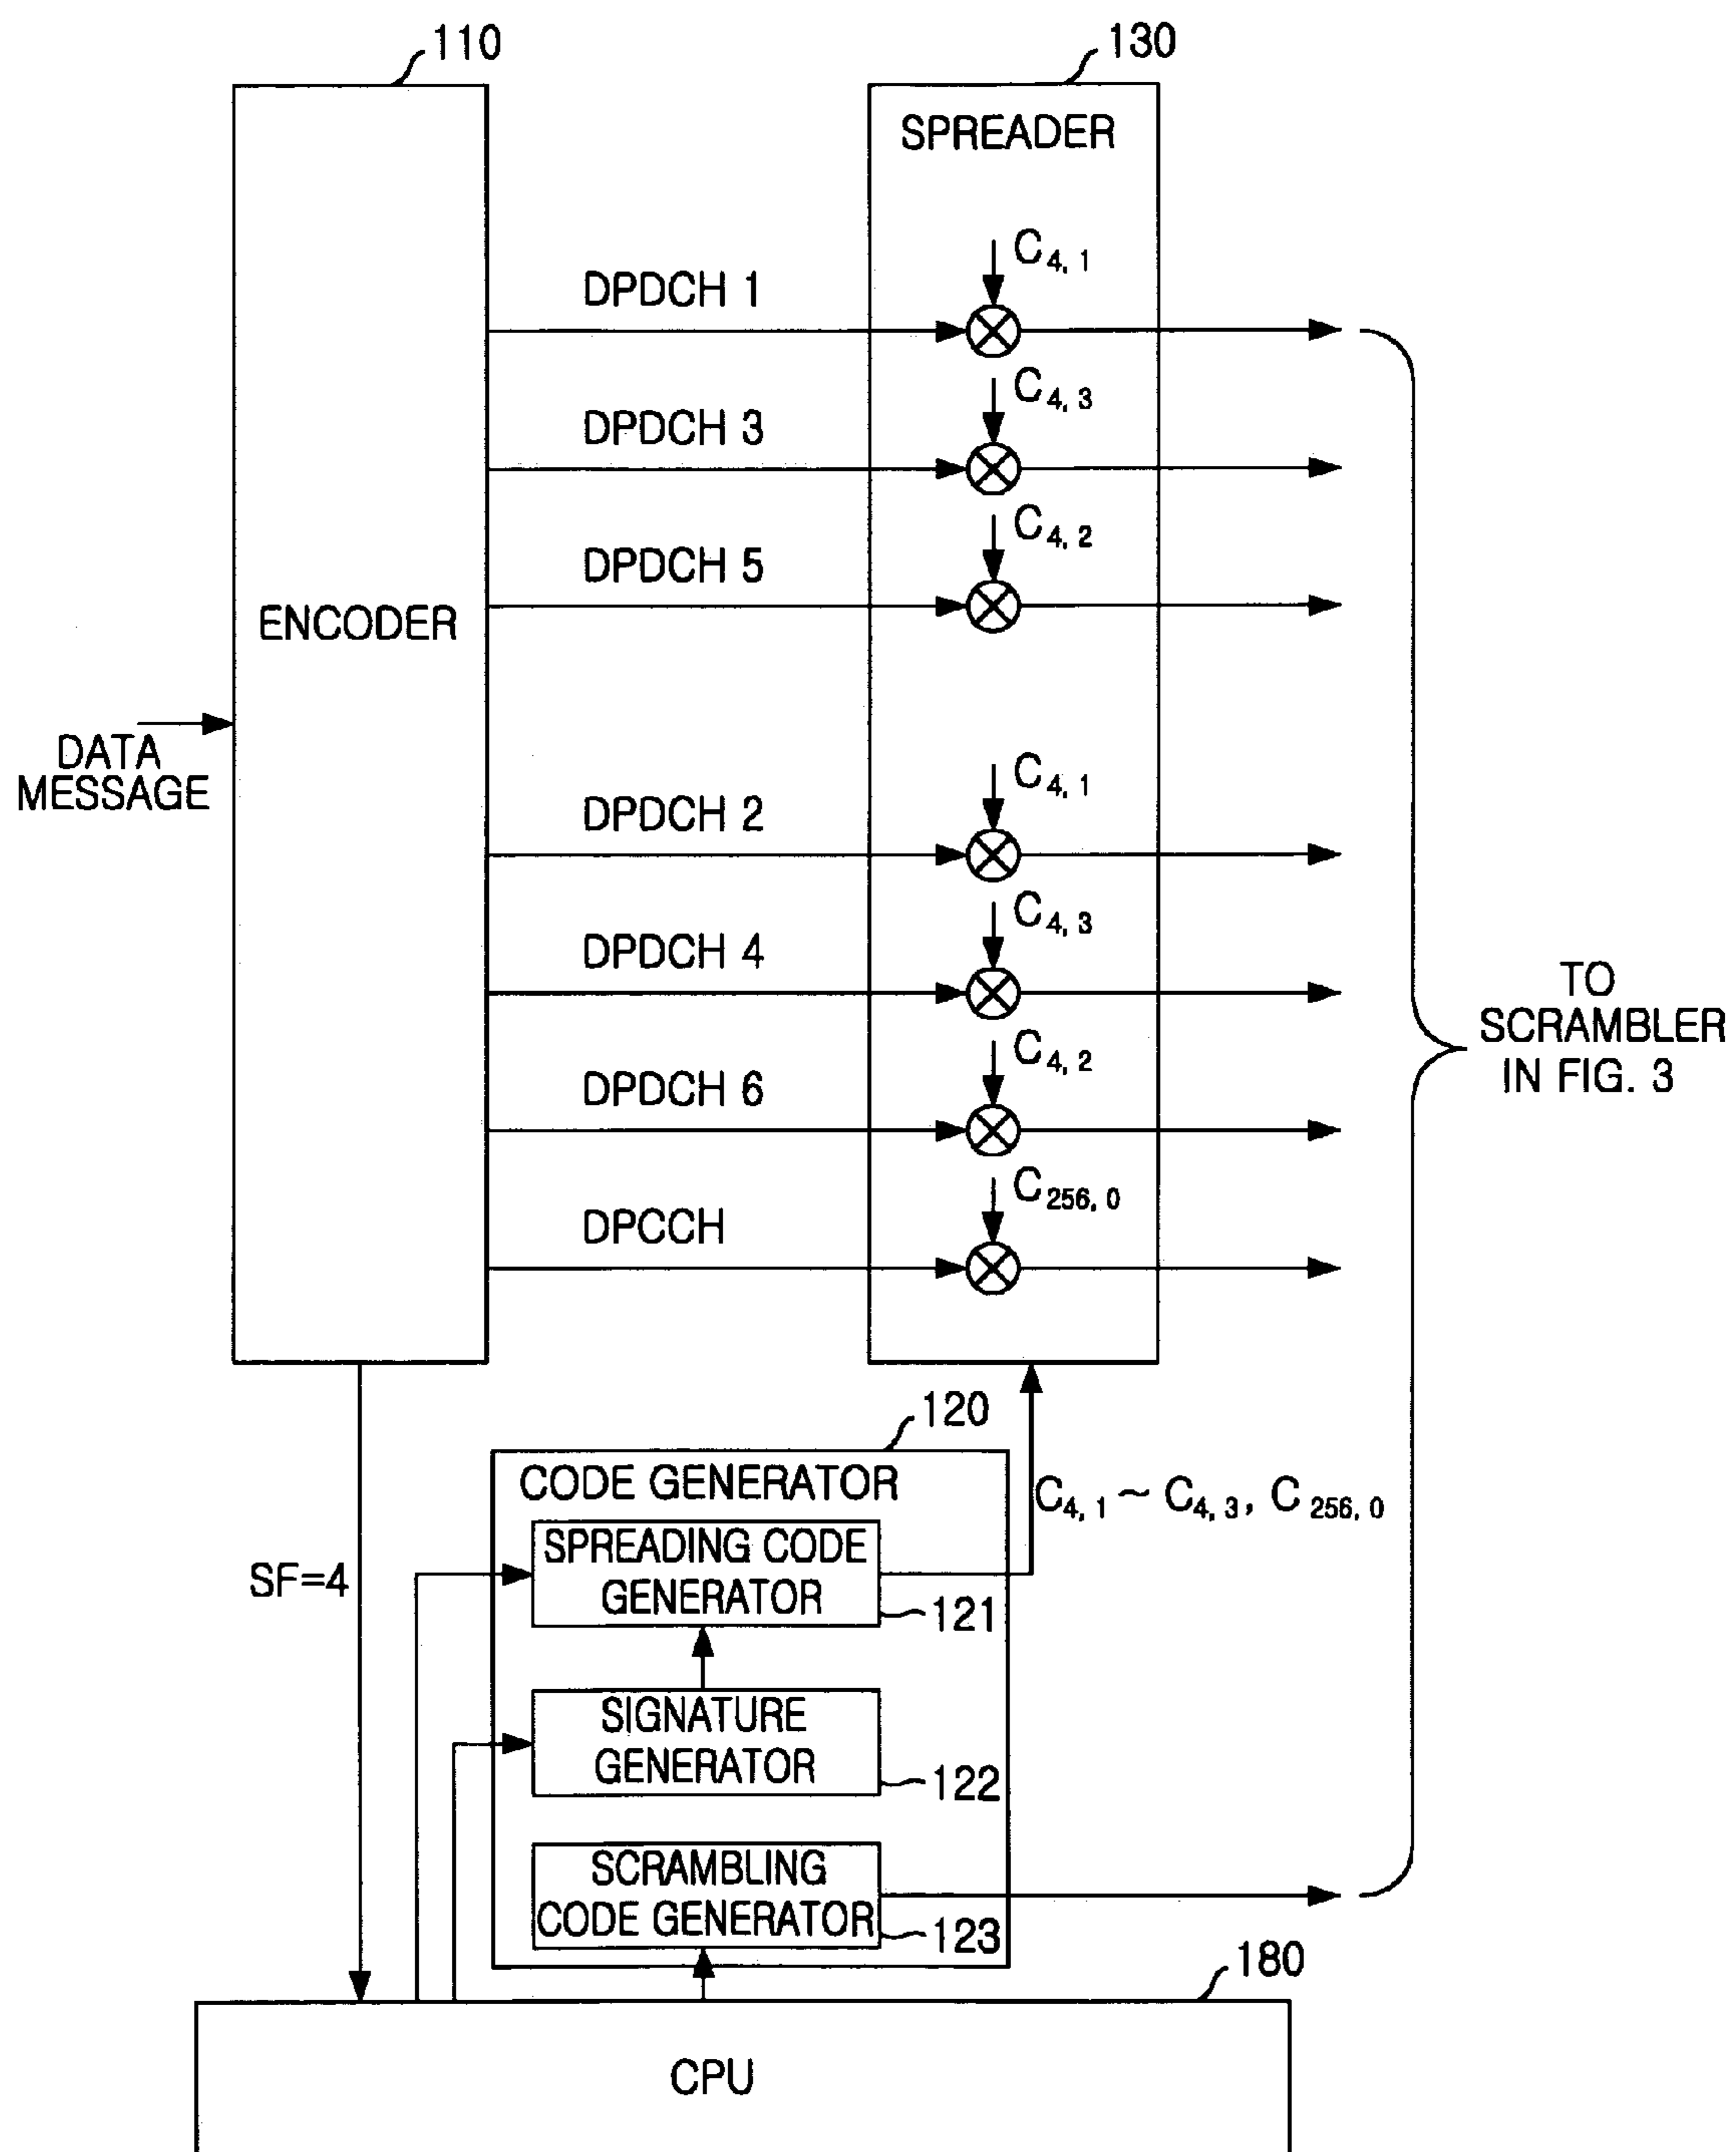 110
130
SPREADER
C4, 1
DPDCH 1
C4, 3
DPDCH 3
C4, 2
DPDCH 5
ENCODER
DATA
MESSAGE
C4, 1
DPDCH 2
C4, 3
DPDCH 4
TO
SCRAMBLER
IN FIG. 3
C4, 2
DPDCH 6
C256, 0
DPCCH
120
CODE GENERATOR
C4, 1 ~ C4, 3, C256, 0
SPREADING CODE
GENERATOR
121
SF=4
SIGNATURE
GENERATOR
122
SCRAMBLING
CODE GENERATOR
123
180
CPU